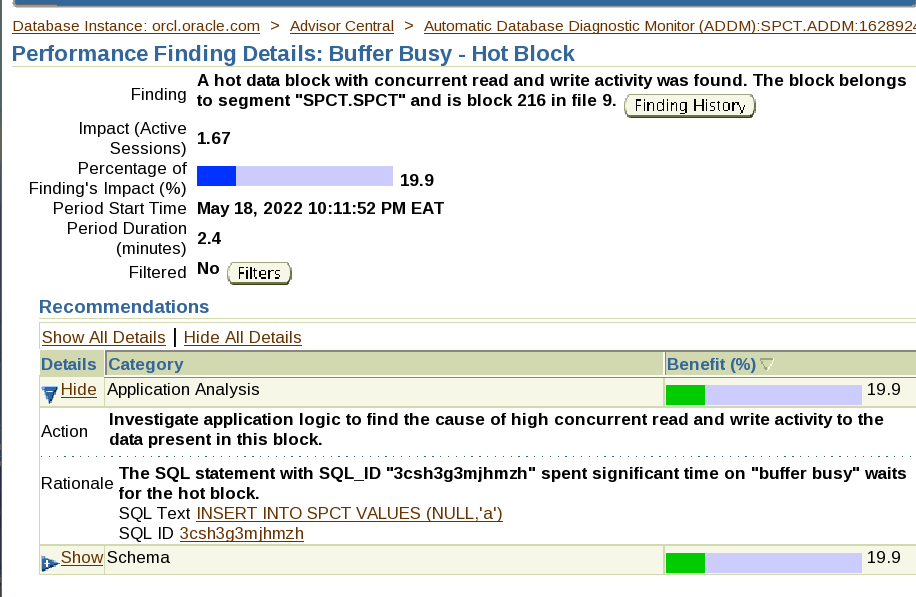 Database Instance: orcl.oracle.com > Advisor Central > Automatic Database Diagnostic Monitor (ADDM):SPCT.ADDM:1628924
Performance Finding Details: Buffer Busy - Hot Block
Finding A hot data block with concurrent read and write activity was found. The block belongs
to segment "SPCT.SPCT" and is block 216 in file 9. Finding History
Impact (Active
Sessions) 1.67
Percentage of
Finding's Impact (%) 19.9
Period Start Time May 18, 2022 10:11:52 PM EAT
Period Duration
(minutes) 2.4
Filtered No Filters
Recommendations
Show All Details | Hide All Details
Details Category Benefit (%)
Hide Application Analysis 19.9
Action Investigate application logic to find the cause of high concurrent read and write activity to the
data present in this block.
Rationale The SQL statement with SQL_ID "3csh3g3mjhmzh" spent significant time on "buffer busy" waits
for the hot block.
SQL Text INSERT INTO SPCT VALUES (NULL,'a')
SQL ID 3csh3g3mjhmzh
Show Schema 19.9